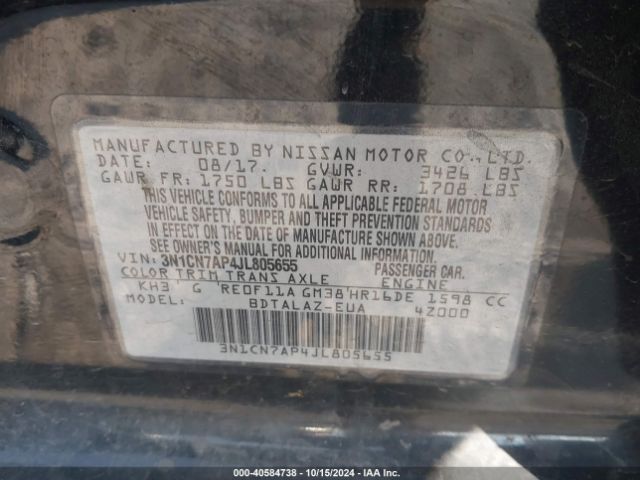 MANUFACTURED BY NISSAN MOTOR CO.,LTD.
DATE: 08/17. GVWR: 3426 LBS
GAWR FR: 1750 LBS GAWR RR: 1708 LBS
THIS VEHICLE CONFORMS TO ALL APPLICABLE FEDERAL MOTOR
VEHICLE SAFETY, BUMPER AND THEFT PREVENTION STANDARDS
IN EFFECT ON THE DATE OF MANUFACTURE SHOWN ABOVE.
SEE OWNER'S MANUAL FOR ADDITIONAL INFORMATION.
VIN: 3N1CN7AP4JL805655 PASSENGER CAR.
COLOR TRIM TRANS AXLE ENGINE
KH3 G RE0F11A GM38 HR16DE 1598 CC
MODEL: BDTALAZ-EUA 4Z000
3N1CN7AP4JL805655
000-40584738 - 10/15/2024 - IAA Inc.